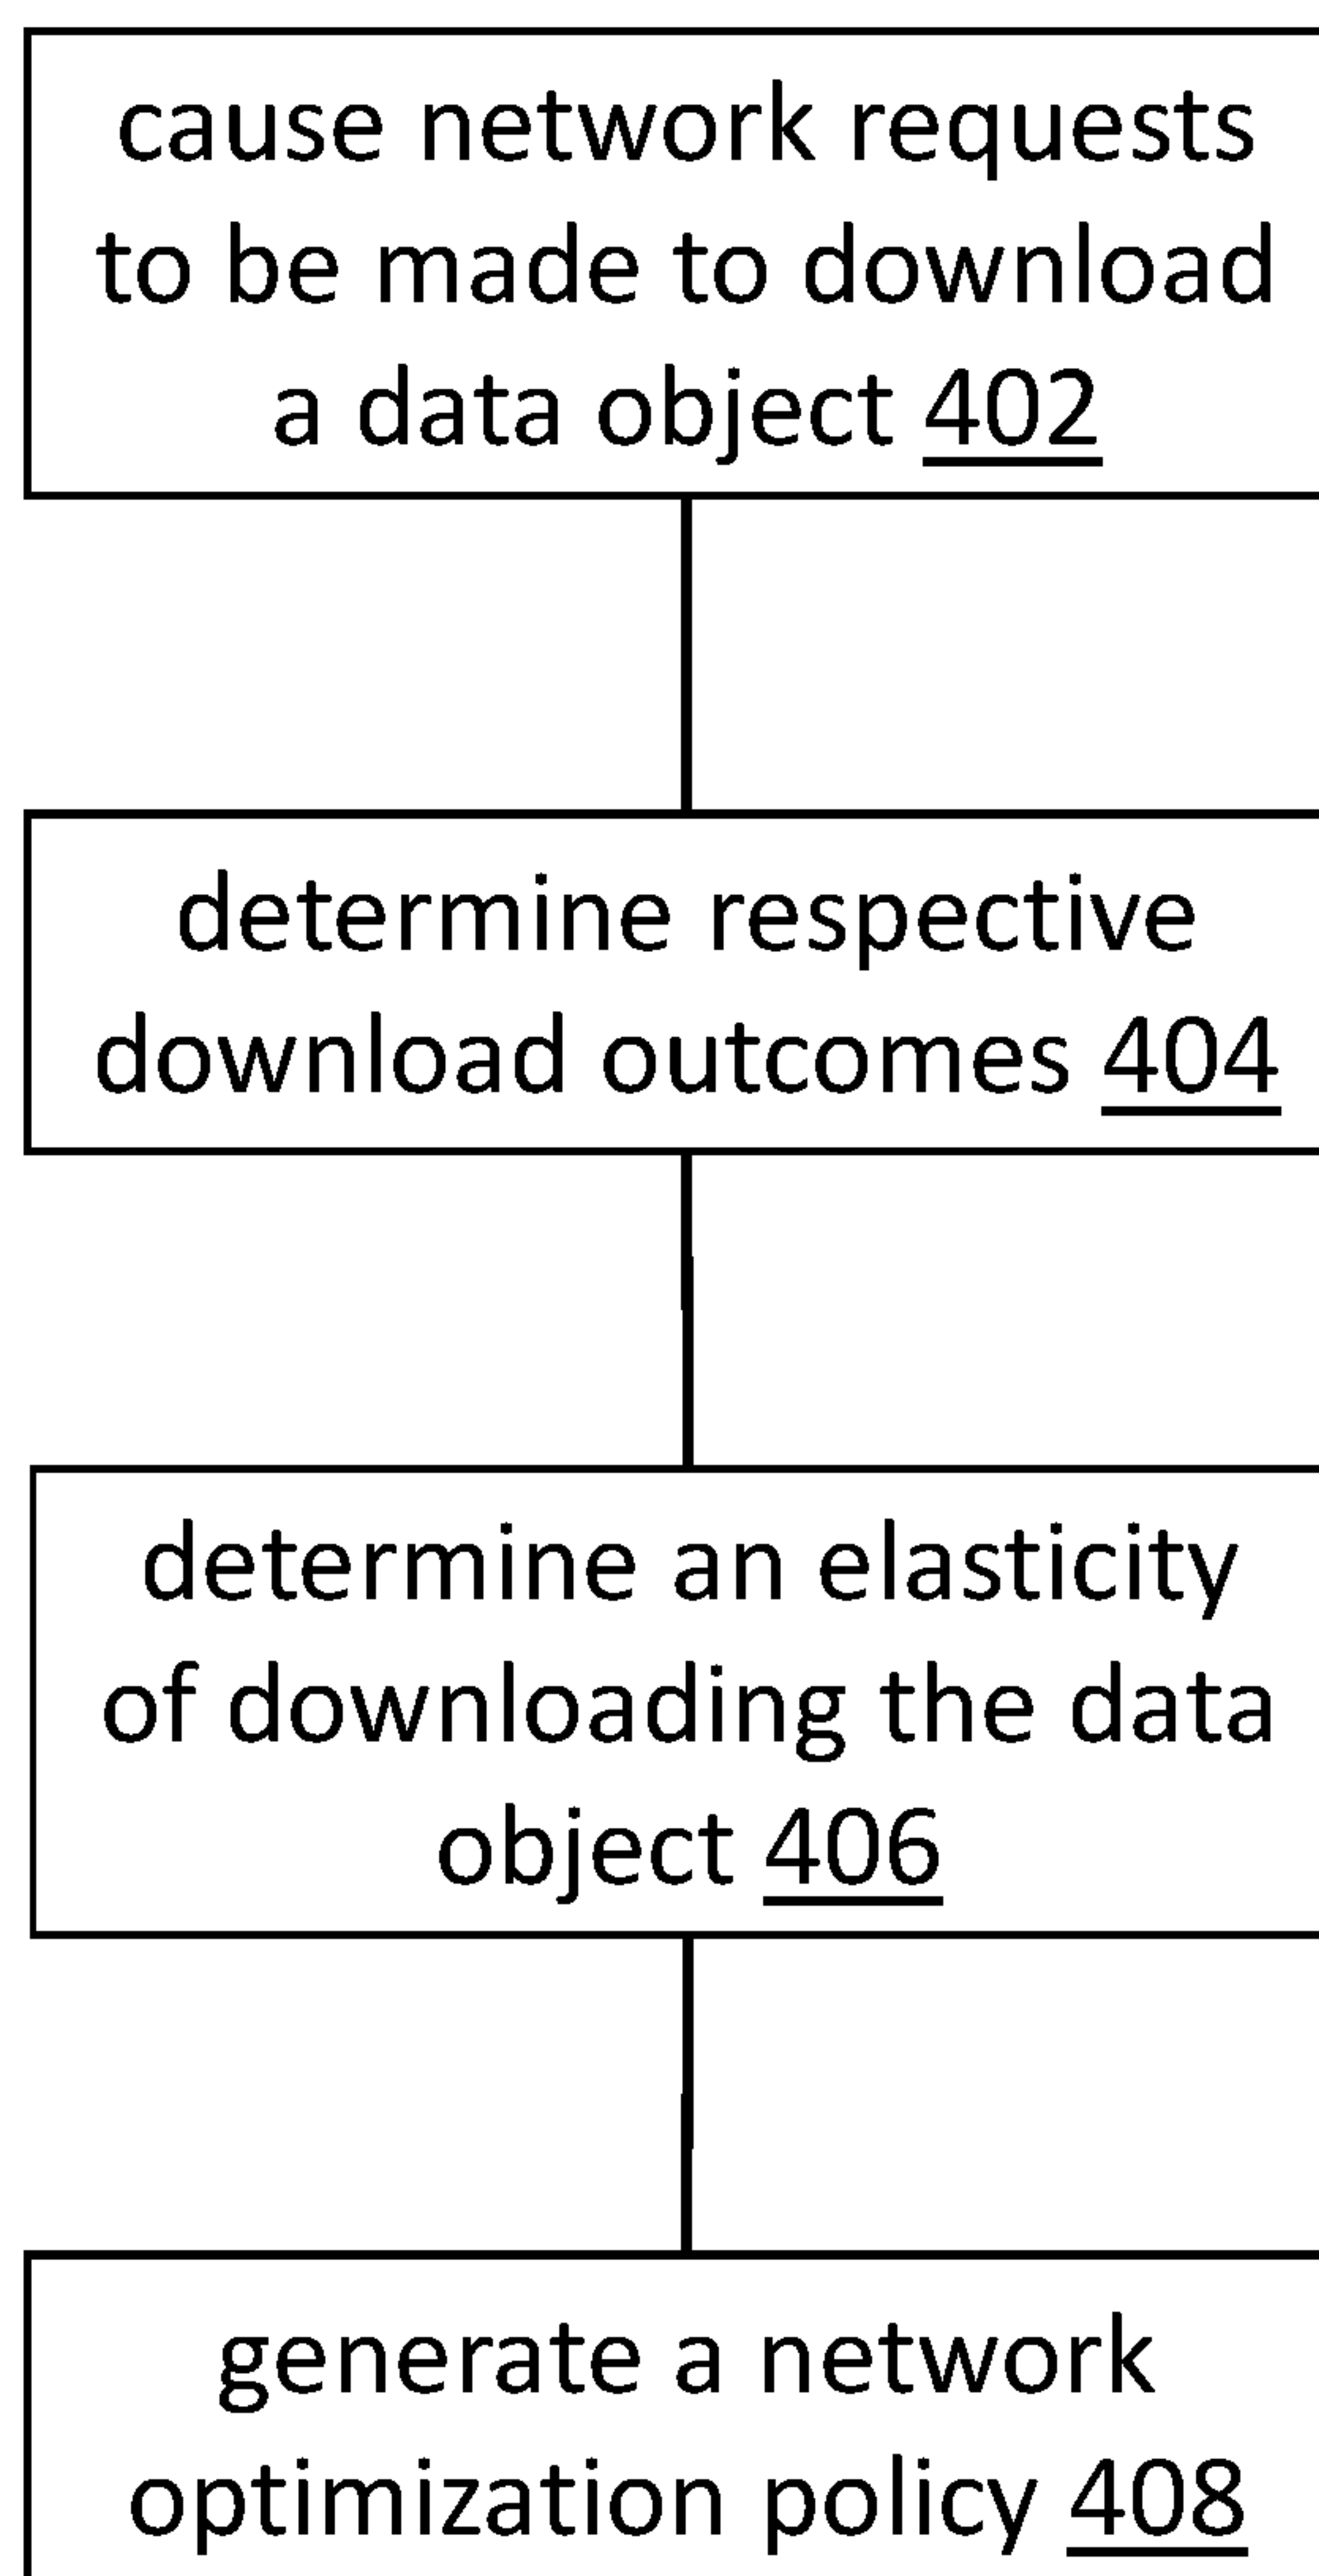 cause network requests
to be made to download
a data object 402
determine respective
download outcomes 404
determine an elasticity
of downloading the data
object 406
generate a network
optimization policy 408